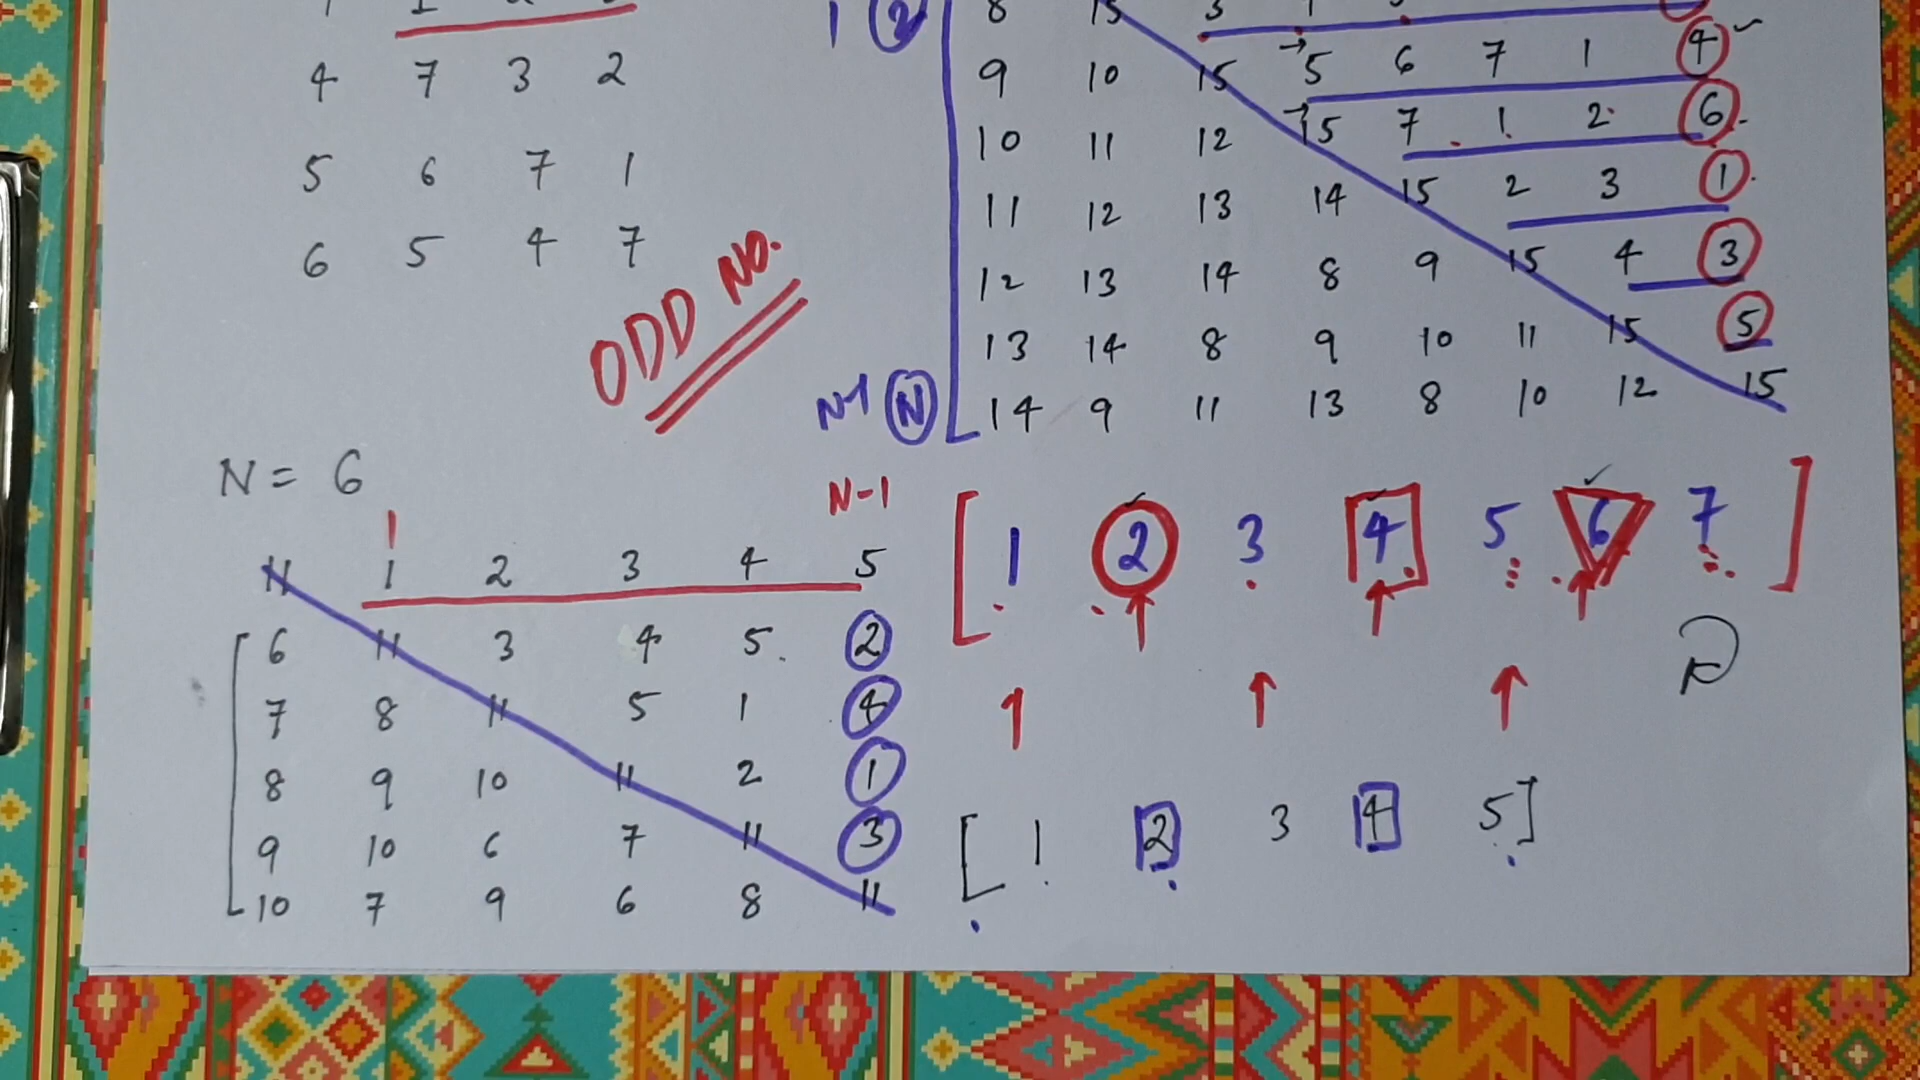 4 7 3 2
5 6 7 1
6 5 4 7
ODD NO.
1 2 8 15 3
9 10 15 → 5 6 7 1 4
10 11 12 → 15 7 1 2 6
11 12 13 14 15 2 3 1
12 13 14 8 9 15 4 3
13 14 8 9 10 11 15 5
N-1 N 14 9 11 13 8 10 12 15
N = 6
N-1
11 1 2 3 4 5
6 11 3 4 5 2
7 8 11 5 1 4
8 9 10 11 2 1
9 10 6 7 11 3
10 7 9 6 8 11
[ 1 2 3 4 5 6 7 ]
[ 1 2 3 4 5 ]